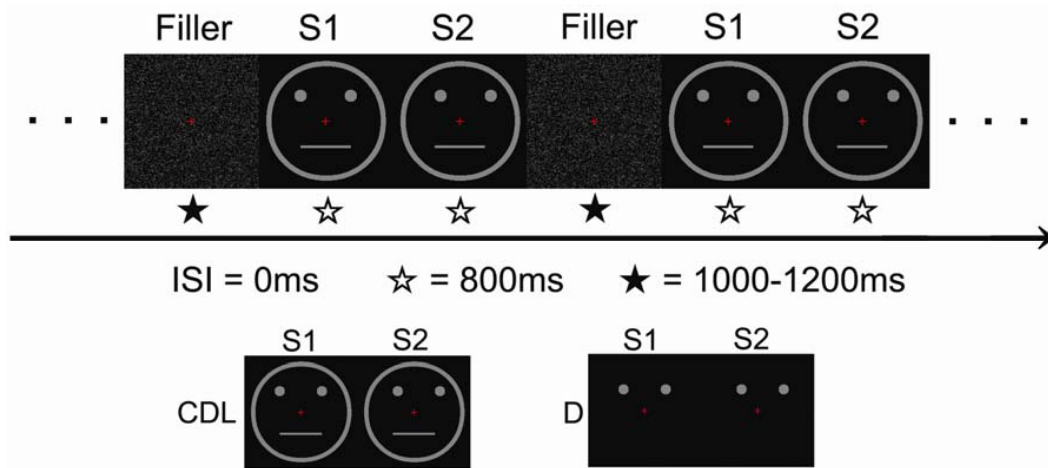 Filler S1 S2 Filler S1 S2
ISI = 0ms ☆ = 800ms ★ = 1000-1200ms
S1 S2 S1 S2
CDL D